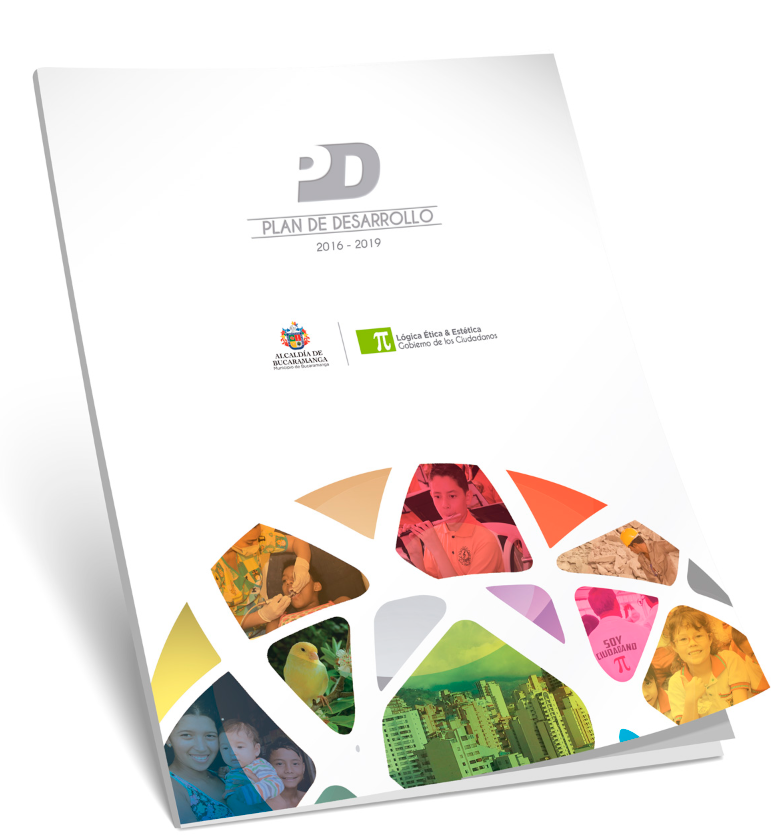 PD
PLAN DE DESARROLLO
2016 - 2019
ALCALDÍA DE
BUCARAMANGA
Municipio de Bucaramanga
π Lógica Ética & Estética
Gobierno de los Ciudadanos
SOY
CIUDADANO
π